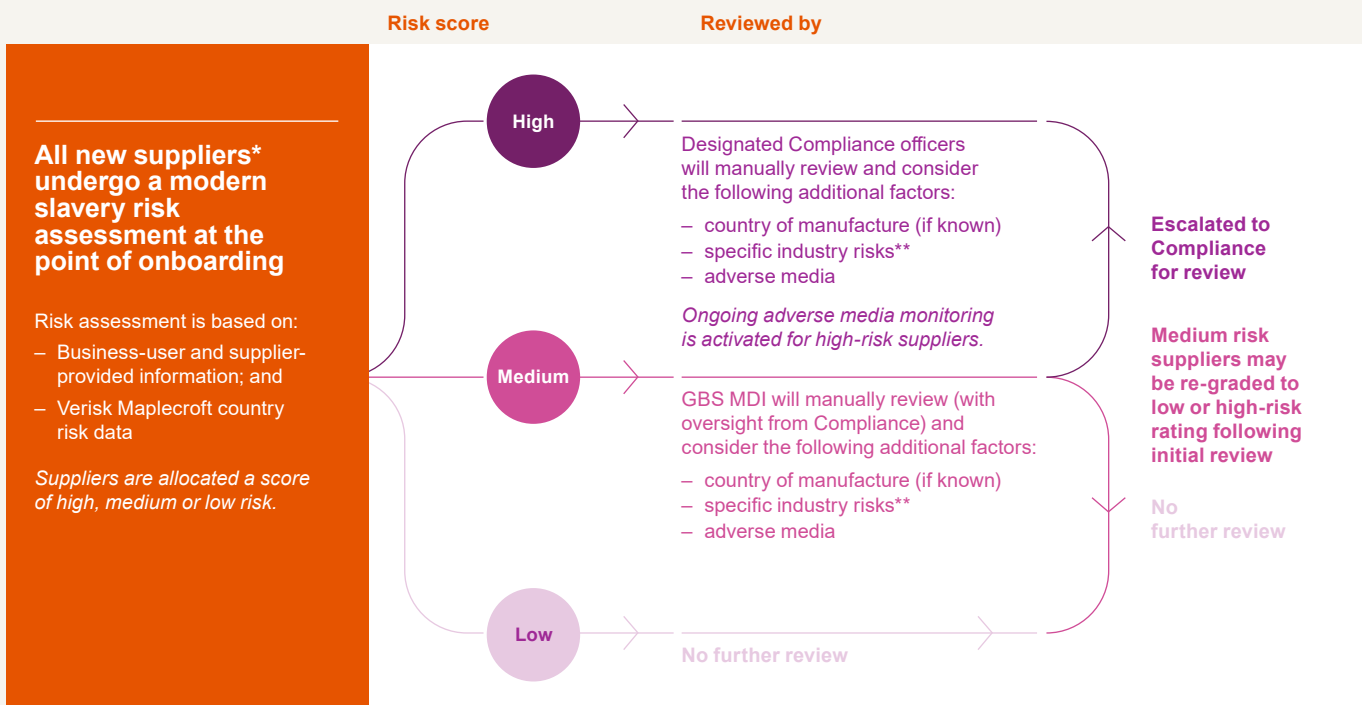 Risk score
Reviewed by
All new suppliers*
undergo a modern
slavery risk
assessment at the
point of onboarding
Risk assessment is based on:
– Business-user and supplier-
provided information; and
– Verisk Maplecroft country
risk data
Suppliers are allocated a score
of high, medium or low risk.
High
Designated Compliance officers
will manually review and consider
the following additional factors:
– country of manufacture (if known)
– specific industry risks**
– adverse media
Ongoing adverse media monitoring
is activated for high-risk suppliers.
Escalated to
Compliance
for review
Medium
GBS MDI will manually review (with
oversight from Compliance) and
consider the following additional factors:
– country of manufacture (if known)
– specific industry risks**
– adverse media
Medium risk
suppliers may
be re-graded to
low or high-risk
rating following
initial review
No
further review
Low
No further review